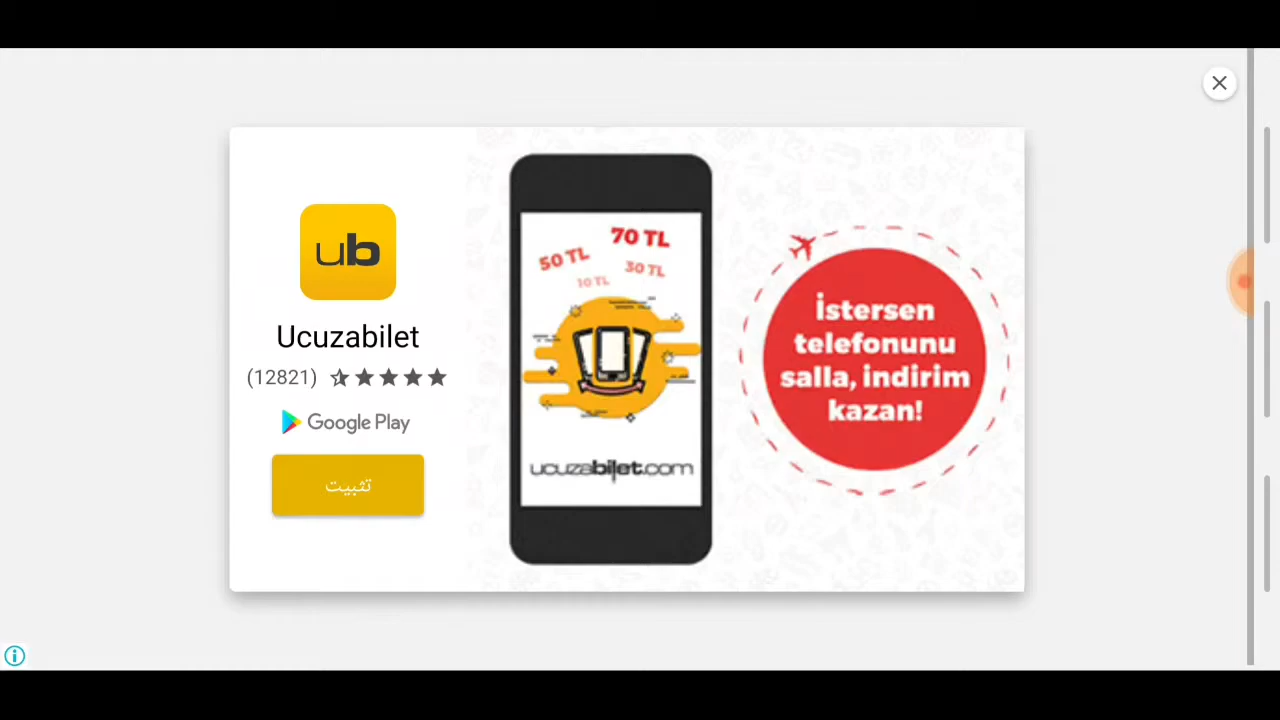 ub
Ucuzabilet
(12821)
Google Play
تثبيت
50 TL
70 TL
10 TL
30 TL
ucuzabilet.com
İstersen
telefonunu
salla, indirim
kazan!